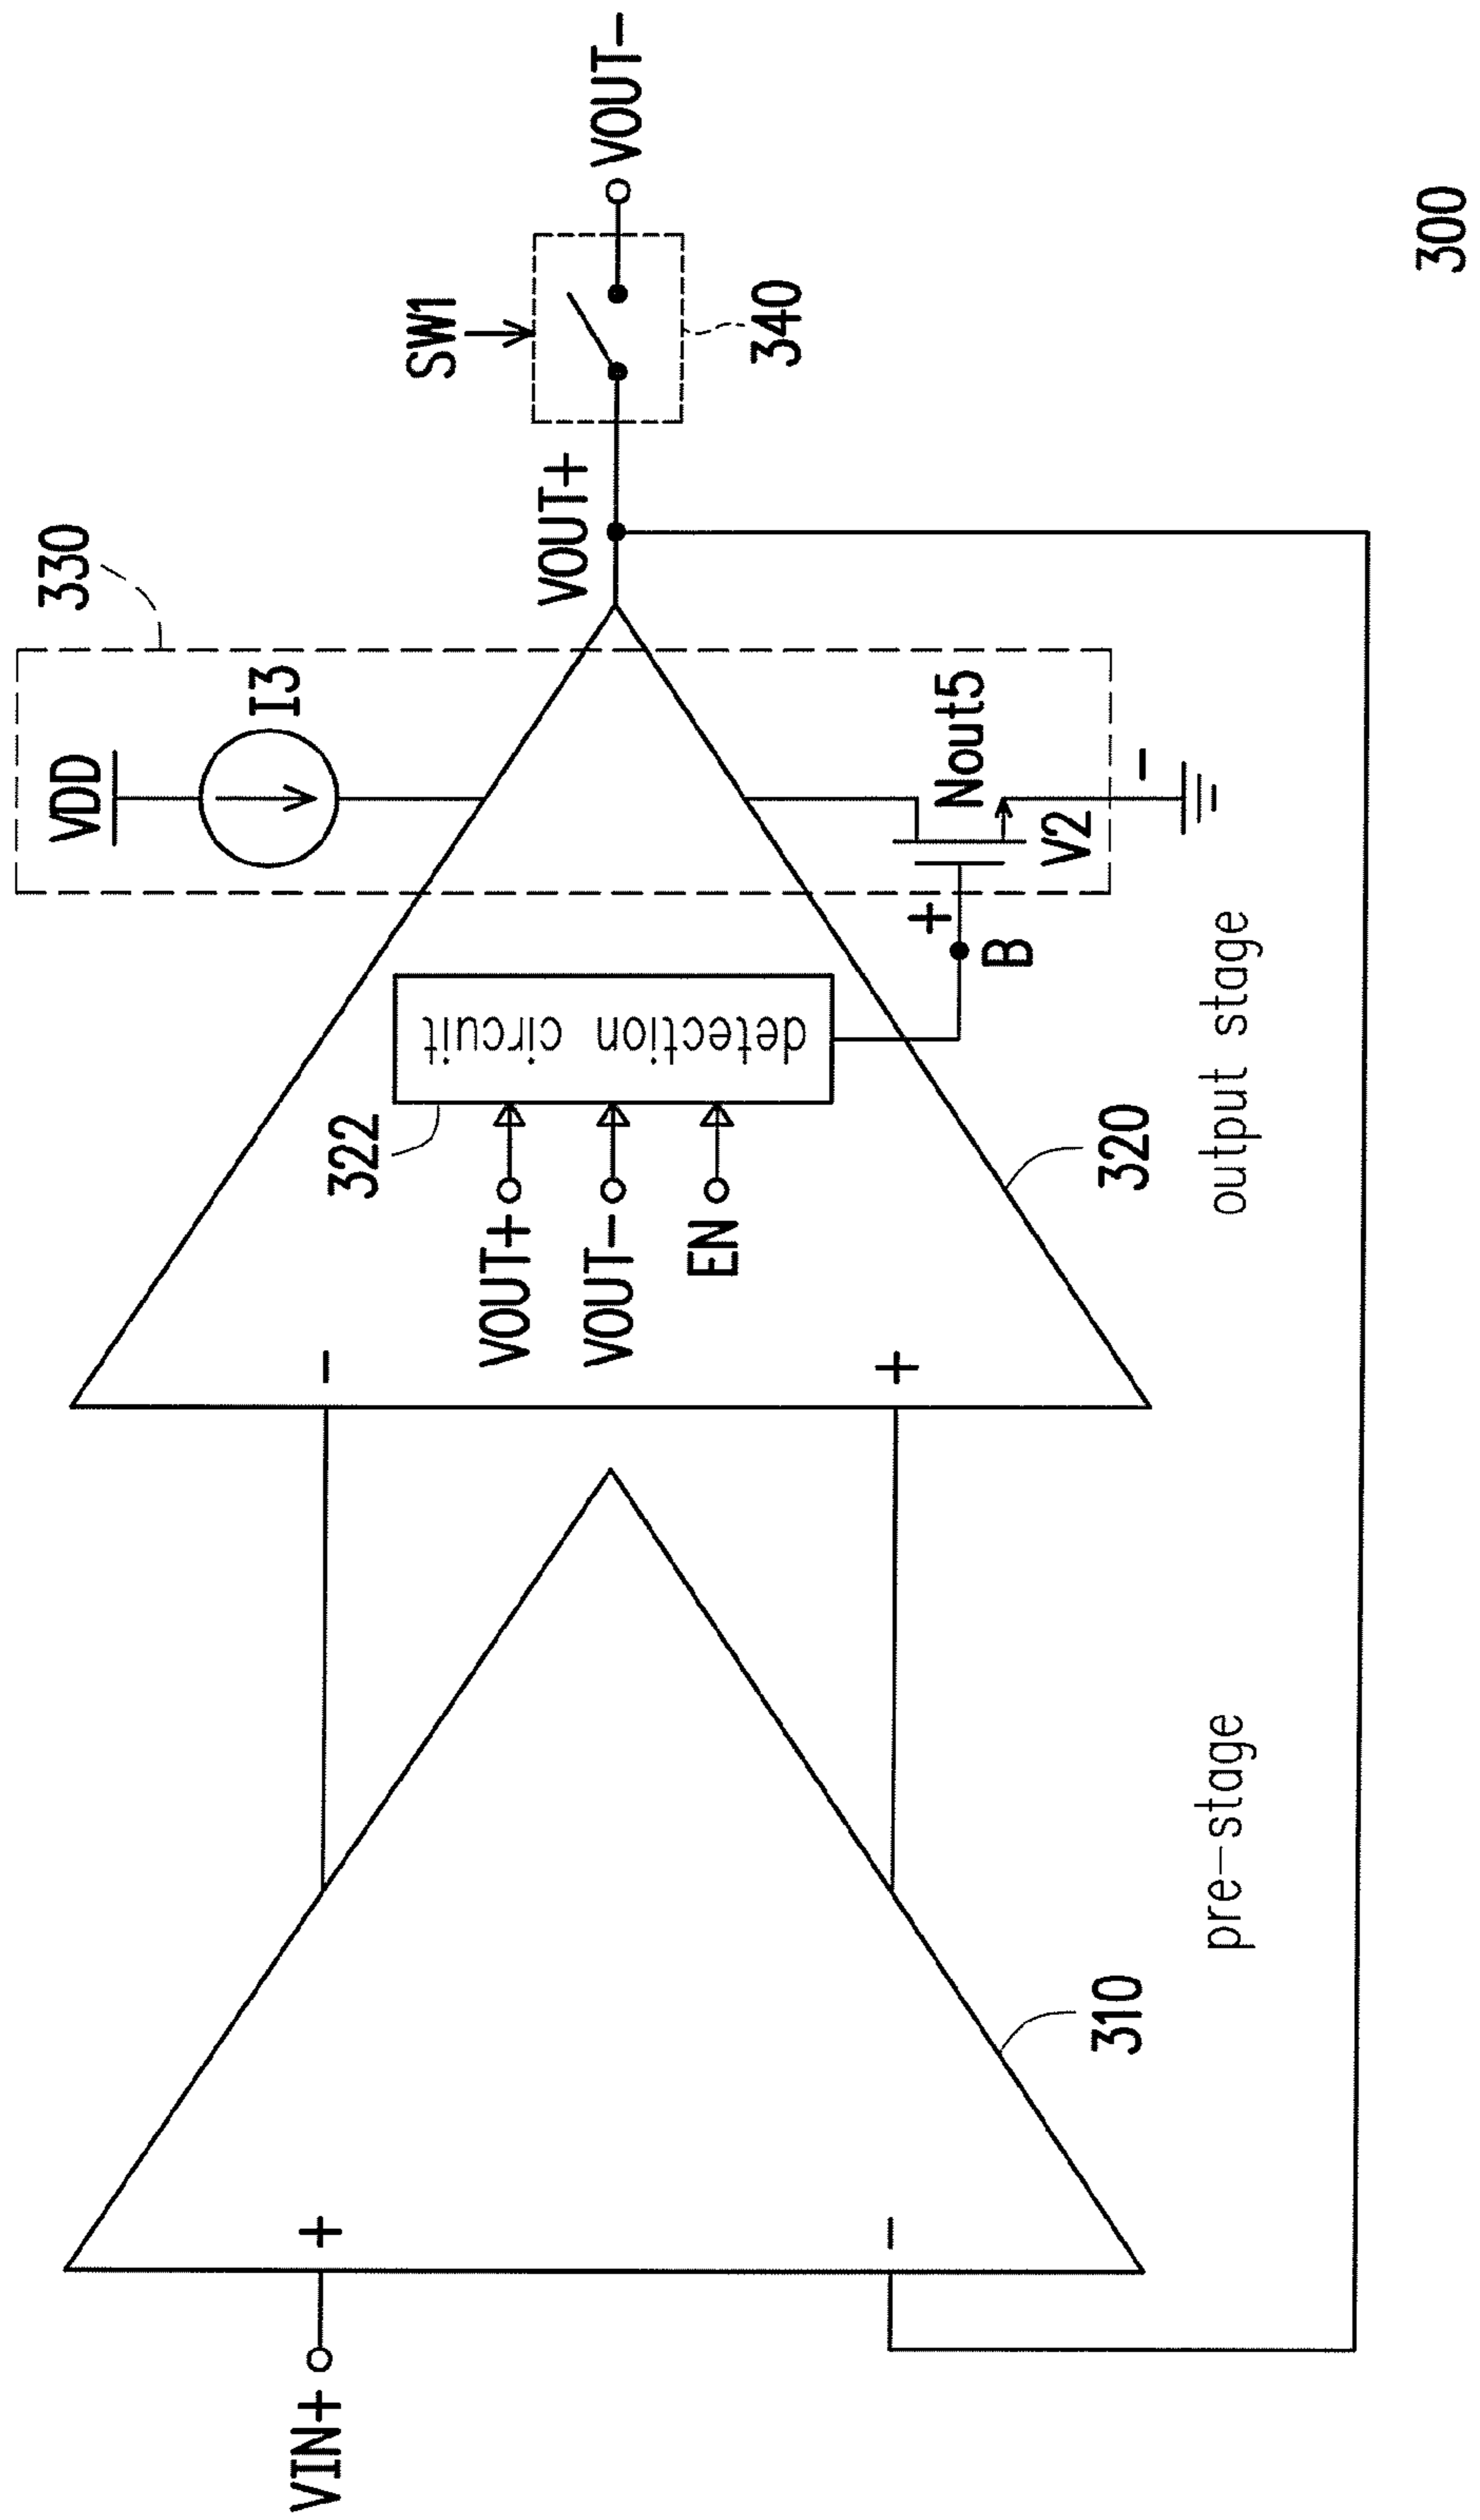 330
VDD
I3
SW1
VOUT+
VOUT−
340
322
detection circuit
VOUT+
VOUT−
EN
−
+
+
B
Nout5
V2
−
320
output stage
VIN+
+
−
310
pre−stage
300